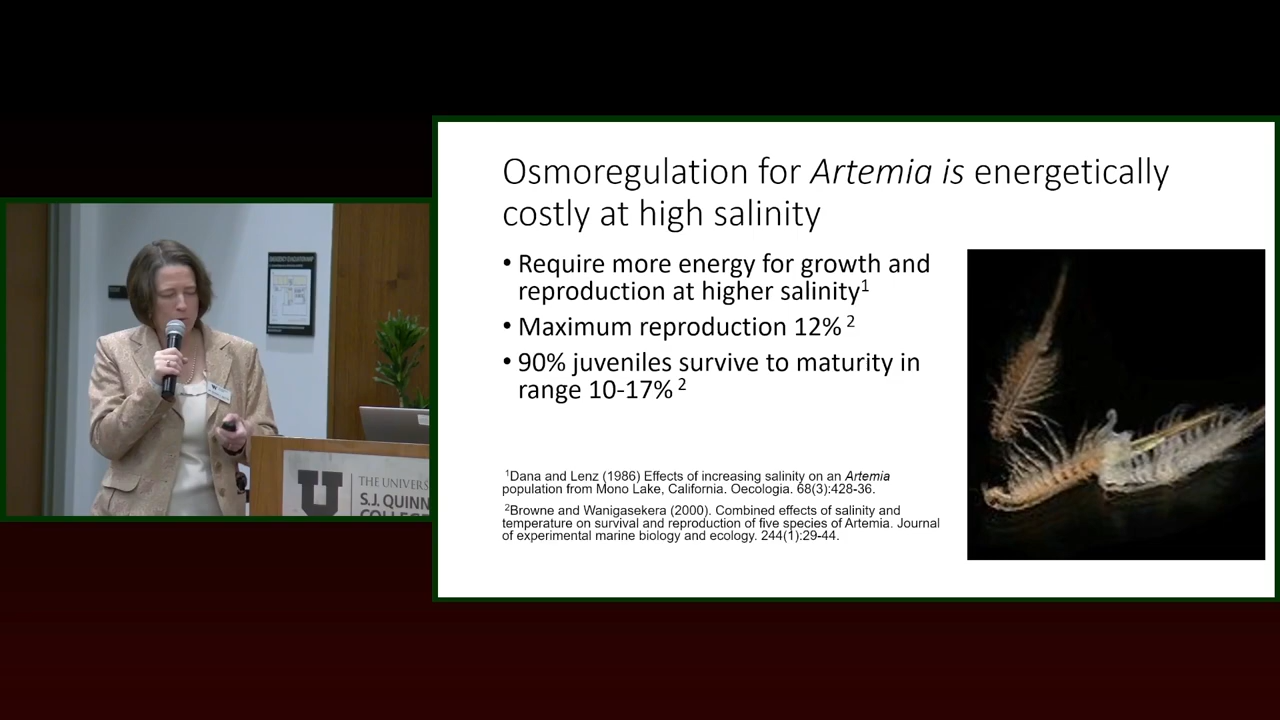 Osmoregulation for Artemia is energetically
costly at high salinity
• Require more energy for growth and
reproduction at higher salinity1
• Maximum reproduction 12% 2
• 90% juveniles survive to maturity in
range 10-17% 2
1Dana and Lenz (1986) Effects of increasing salinity on an Artemia
population from Mono Lake, California. Oecologia. 68(3):428-36.
2Browne and Wanigasekera (2000). Combined effects of salinity and
temperature on survival and reproduction of five species of Artemia. Journal
of experimental marine biology and ecology. 244(1):29-44.
EMERGENCY EVACUATION MAP
U
THE UNIVERS
S.J. QUINN
COLLEGE